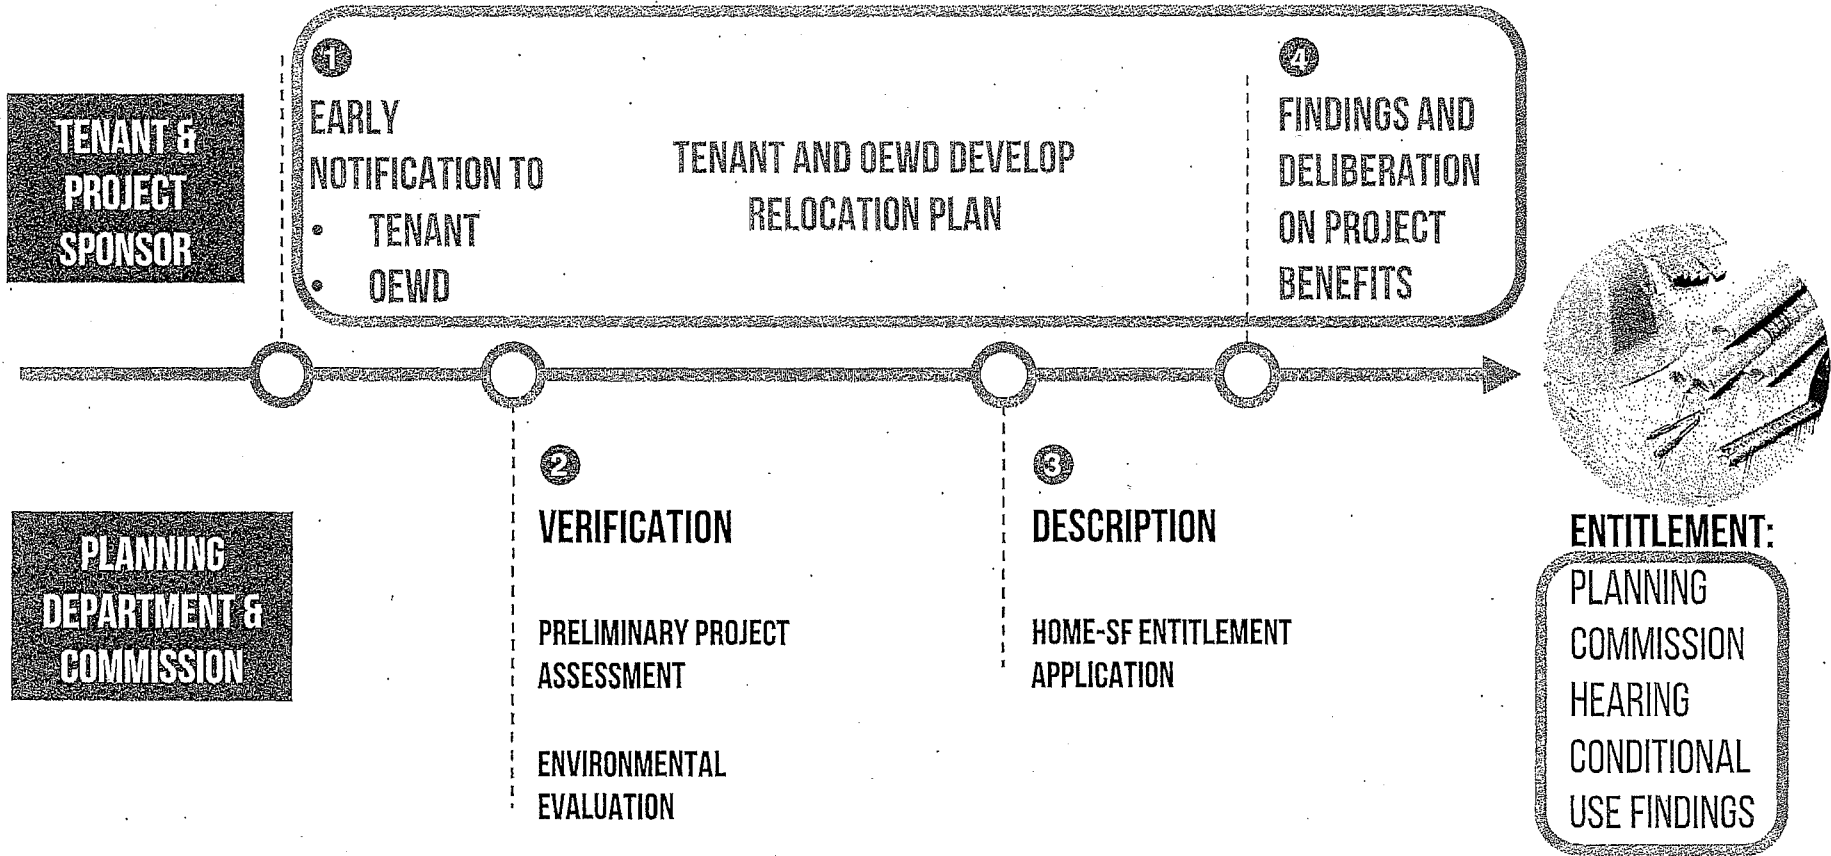 TENANT &
PROJECT
SPONSOR
1
EARLY
NOTIFICATION TO
• TENANT
• OEWD
TENANT AND OEWD DEVELOP
RELOCATION PLAN
4
FINDINGS AND
DELIBERATION
ON PROJECT
BENEFITS
PLANNING
DEPARTMENT &
COMMISSION
2
VERIFICATION
PRELIMINARY PROJECT
ASSESSMENT
ENVIRONMENTAL
EVALUATION
3
DESCRIPTION
HOME-SF ENTITLEMENT
APPLICATION
ENTITLEMENT:
PLANNING
COMMISSION
HEARING
CONDITIONAL
USE FINDINGS